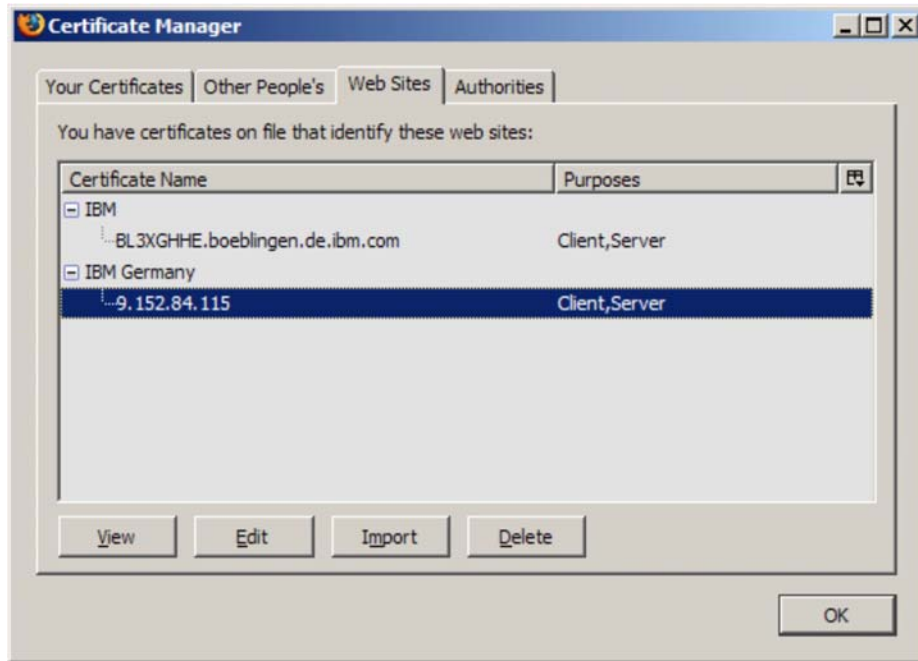 Certificate Manager
Your Certificates Other People's Web Sites Authorities
You have certificates on file that identify these web sites:
Certificate Name Purposes
IBM
BL3XGHHE.boeblingen.de.ibm.com Client,Server
IBM Germany
9.152.84.115 Client,Server
View Edit Import Delete
OK